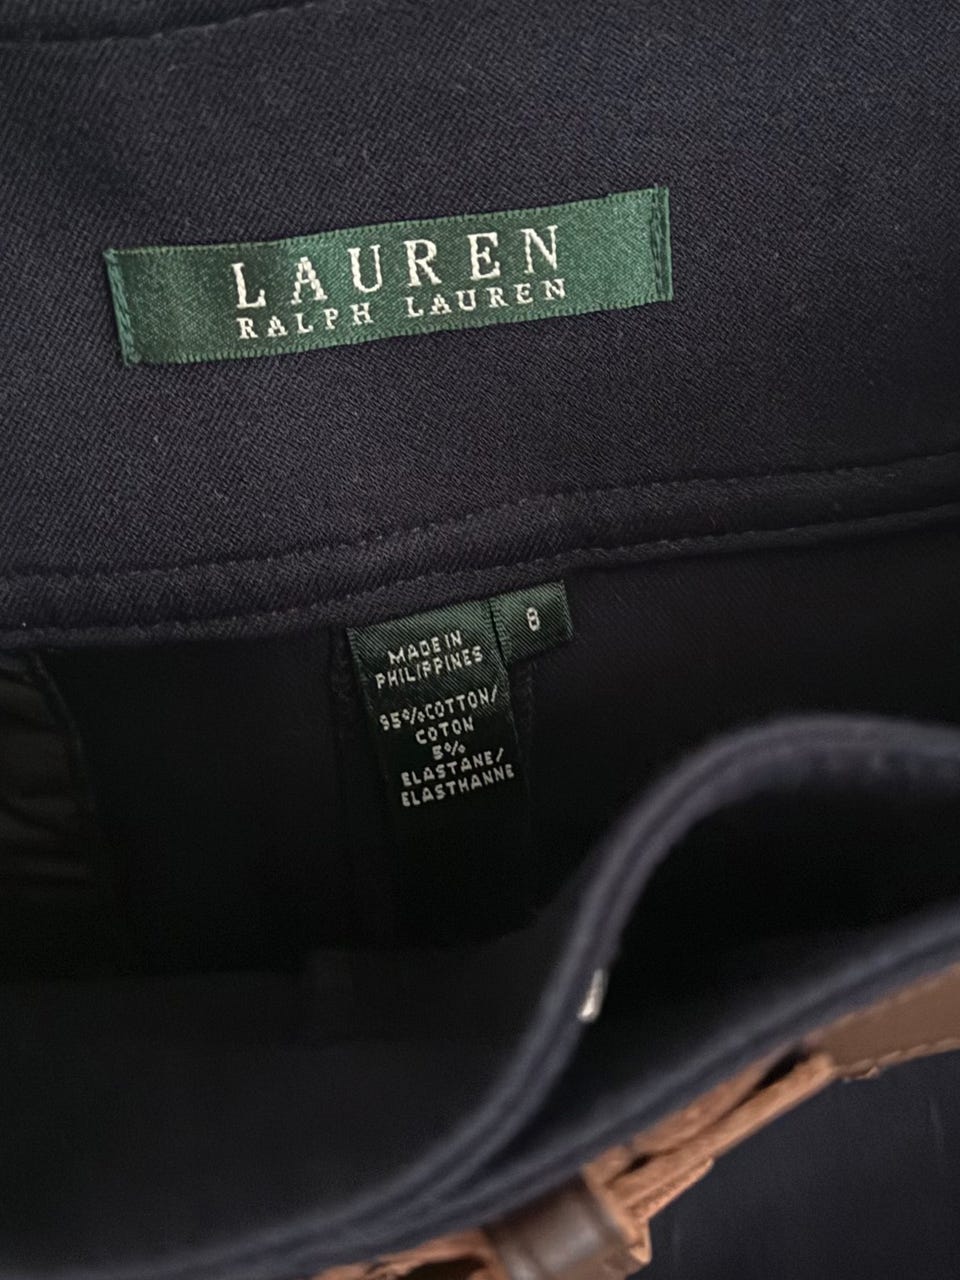 LAUREN
RALPH LAUREN
8
MADE IN
PHILIPPINES
95%COTTON/
COTON
5%
ELASTANE/
ELASTHANNE